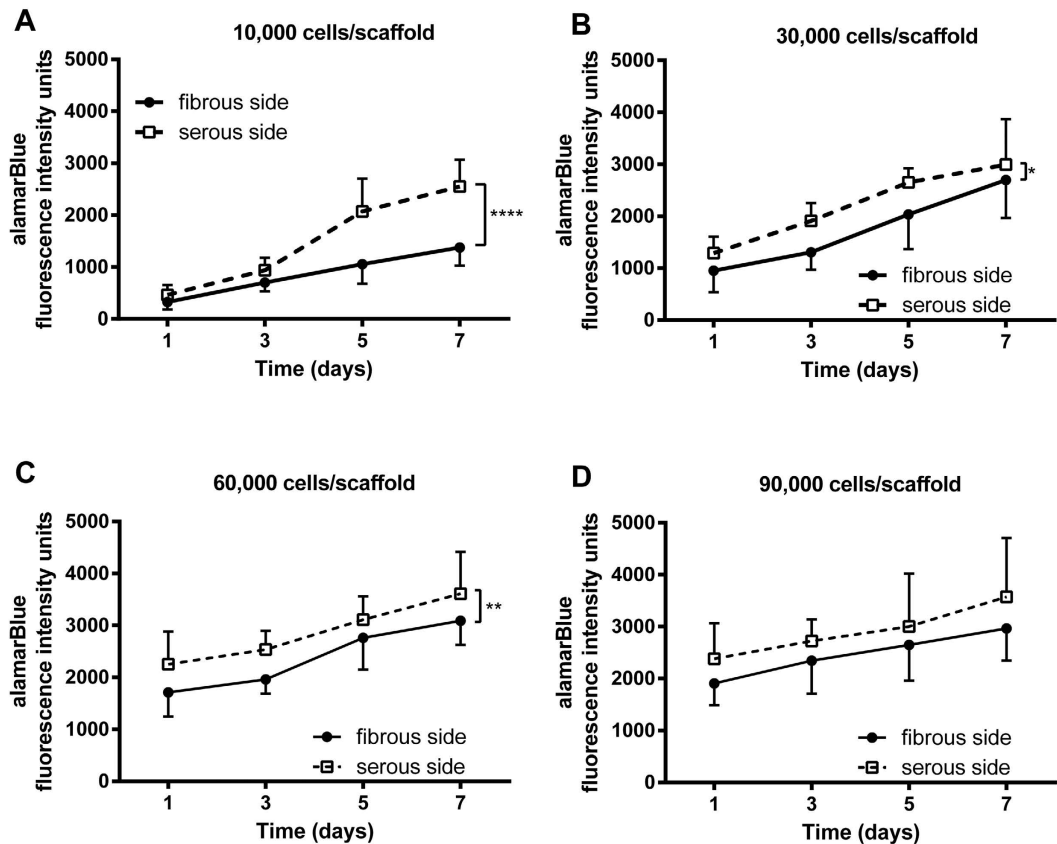 A
10,000 cells/scaffold
alamarBlue
fluorescence intensity units
5000
4000
3000
2000
1000
0
fibrous side
serous side
****
1 3 5 7
Time (days)
B
30,000 cells/scaffold
alamarBlue
fluorescence intensity units
5000
4000
3000
2000
1000
0
*
fibrous side
serous side
1 3 5 7
Time (days)
C
60,000 cells/scaffold
alamarBlue
fluorescence intensity units
5000
4000
3000
2000
1000
0
**
fibrous side
serous side
1 3 5 7
Time (days)
D
90,000 cells/scaffold
alamarBlue
fluorescence intensity units
5000
4000
3000
2000
1000
0
fibrous side
serous side
1 3 5 7
Time (days)